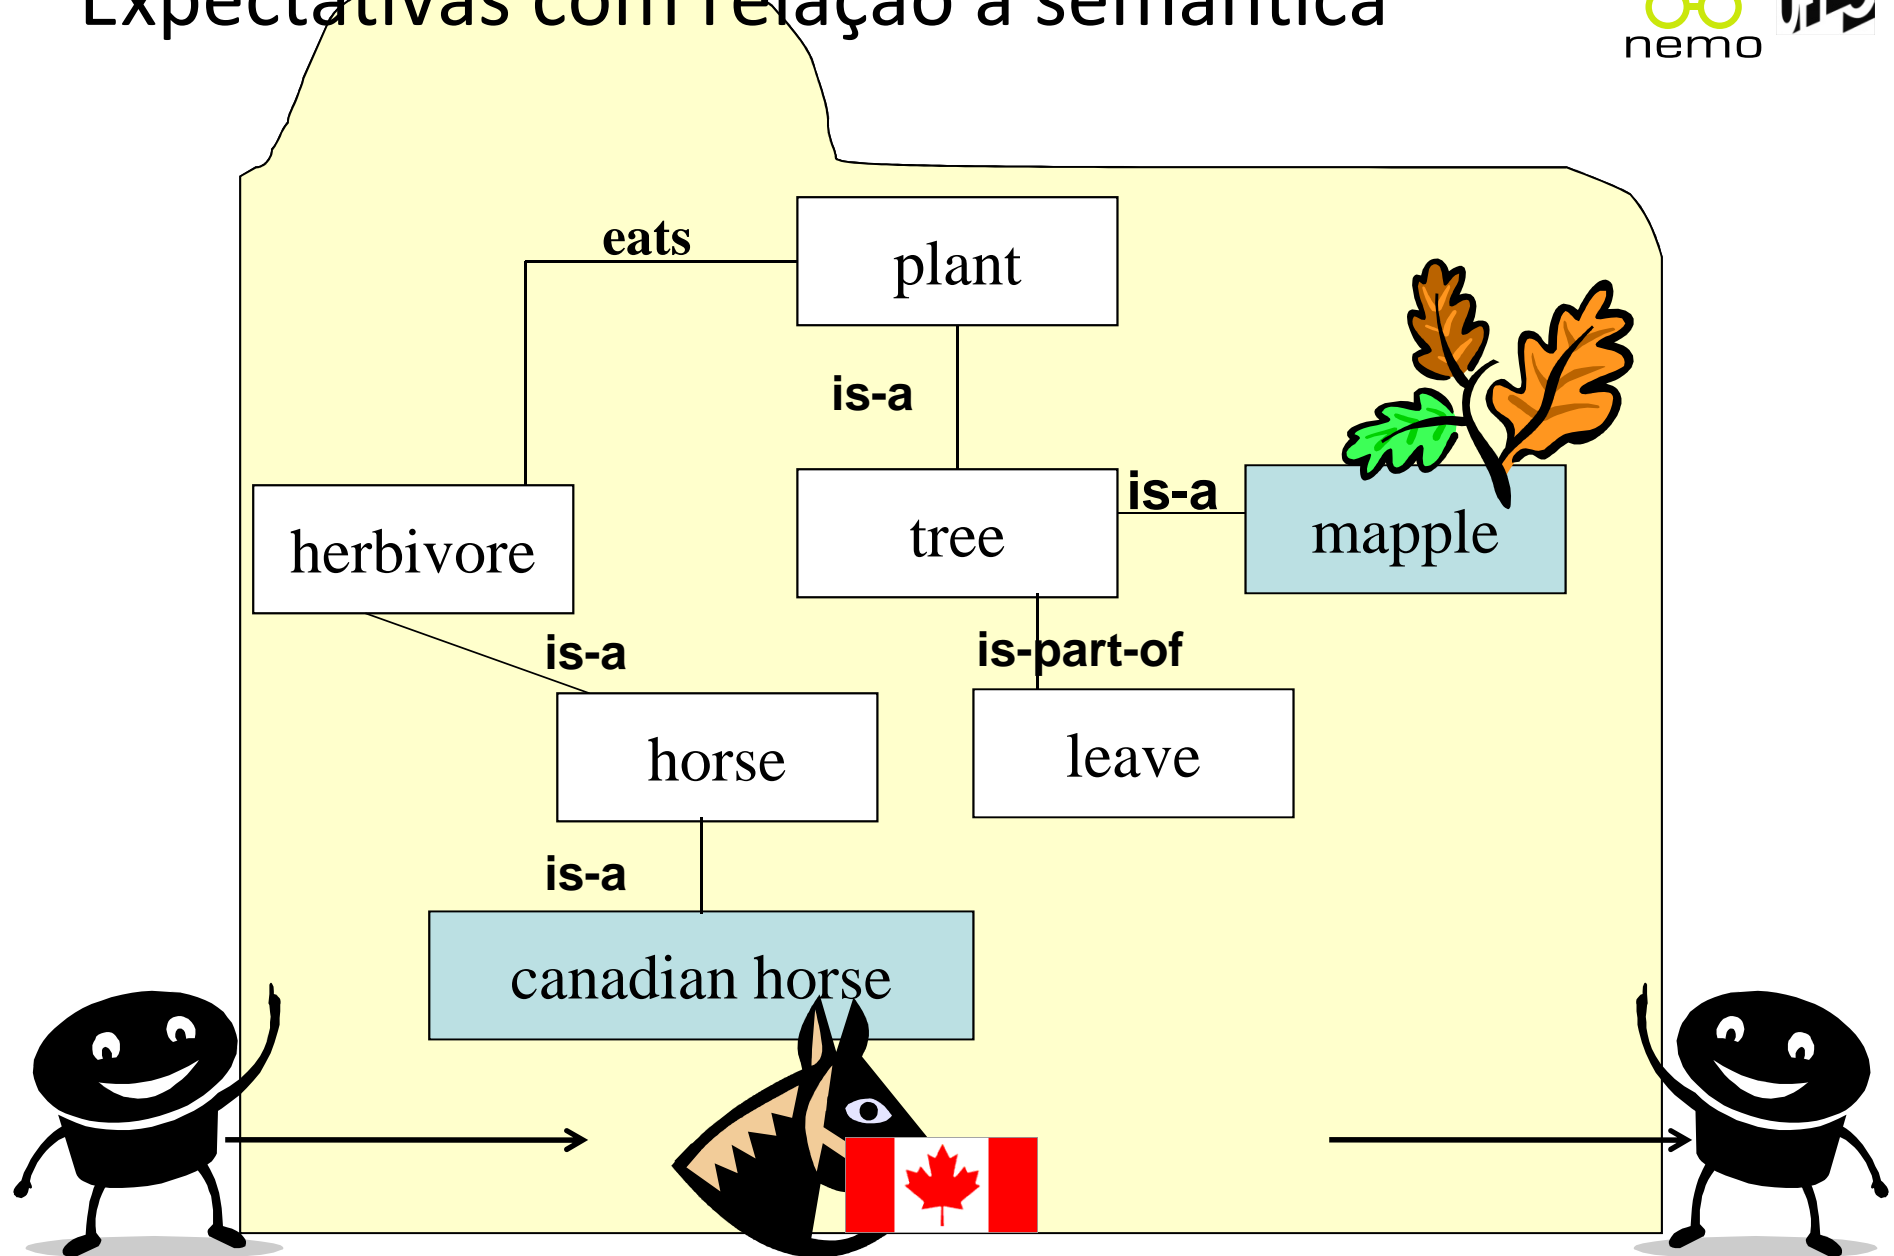 Expectativas com relação à semântica
nemo
eats
plant
is-a
herbivore
tree
is-a
mapple
is-a
is-part-of
horse
leave
is-a
canadian horse